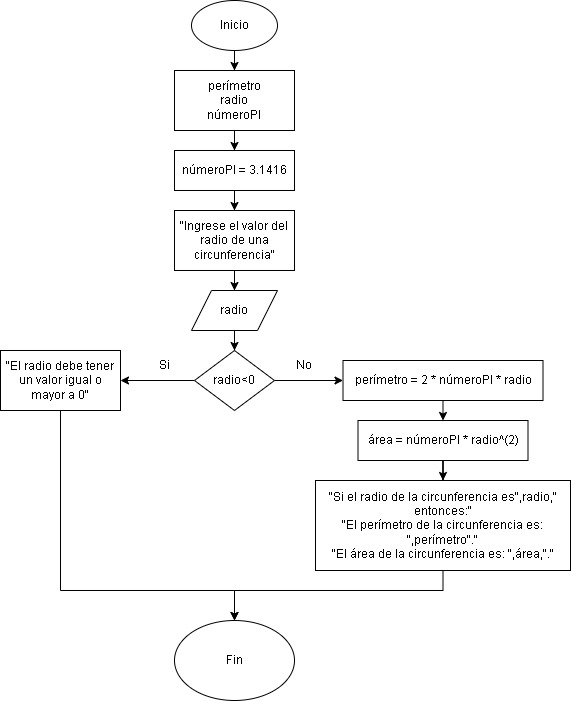 Inicio
perímetro
radio
númeroPI
númeroPI = 3.1416
"Ingrese el valor del
radio de una
circunferencia"
radio
Si
radio<0
No
"El radio debe tener
un valor igual o
mayor a 0"
perímetro = 2 * númeroPI * radio
área = númeroPI * radio^(2)
"Si el radio de la circunferencia es",radio,"
entonces:"
"El perímetro de la circunferencia es:
",perímetro"."
"El área de la circunferencia es: ",área,"."
Fin